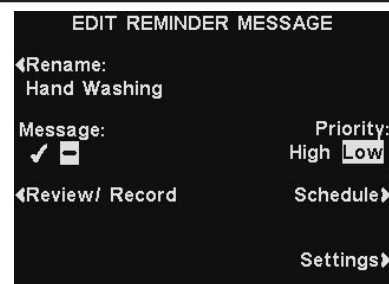 EDIT REMINDER MESSAGE
◀Rename:
Hand Washing
Message: Priority:
✓ – High Low
◀Review/ Record Schedule▶
Settings▶